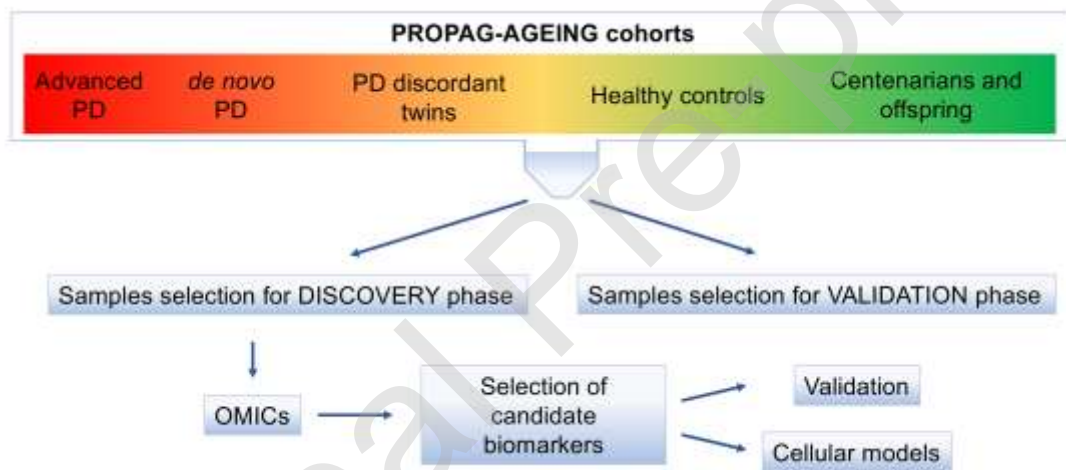 PROPAG-AGEING cohorts
Advanced PD
de novo PD
PD discordant twins
Healthy controls
Centenarians and offspring
Samples selection for DISCOVERY phase
Samples selection for VALIDATION phase
OMICs
Selection of
candidate
biomarkers
Validation
Cellular models